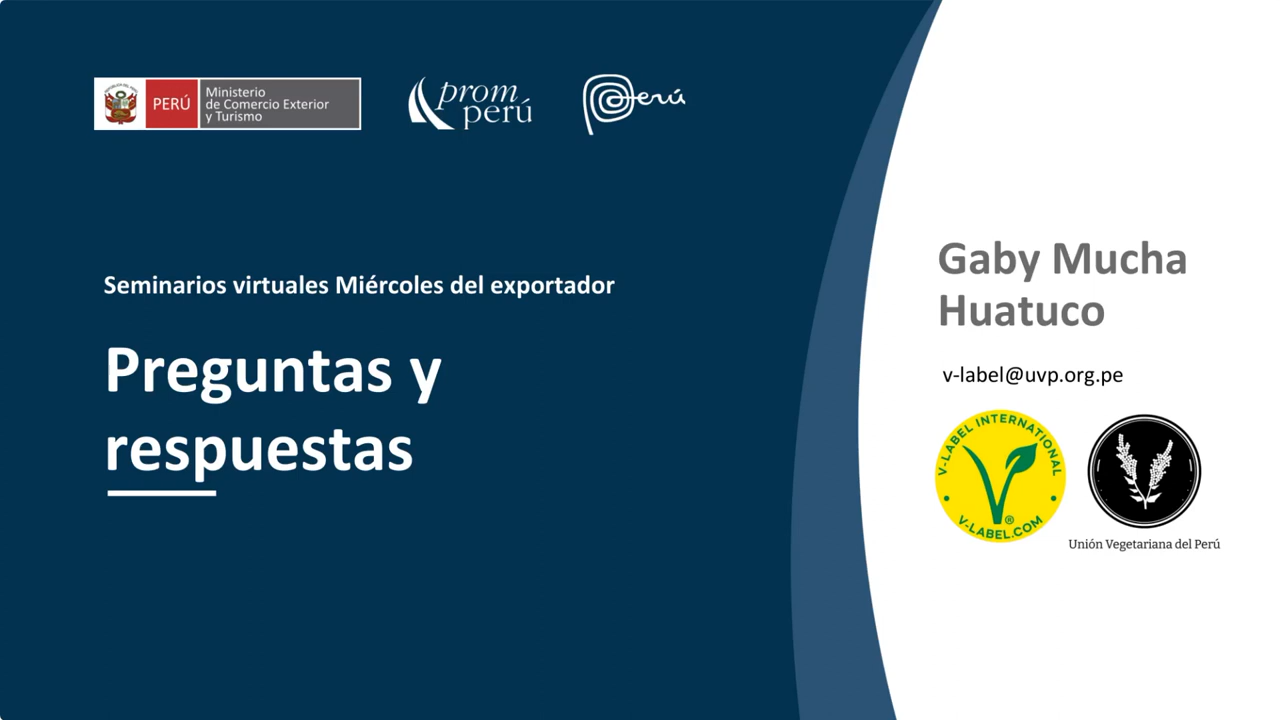 PERÚ
Ministerio
de Comercio Exterior
y Turismo
prom
perú
Perú
Seminarios virtuales Miércoles del exportador
Preguntas y
respuestas
Gaby Mucha
Huatuco
v-label@uvp.org.pe
V-LABEL INTERNATIONAL
®
V-LABEL.COM
Unión Vegetariana del Perú